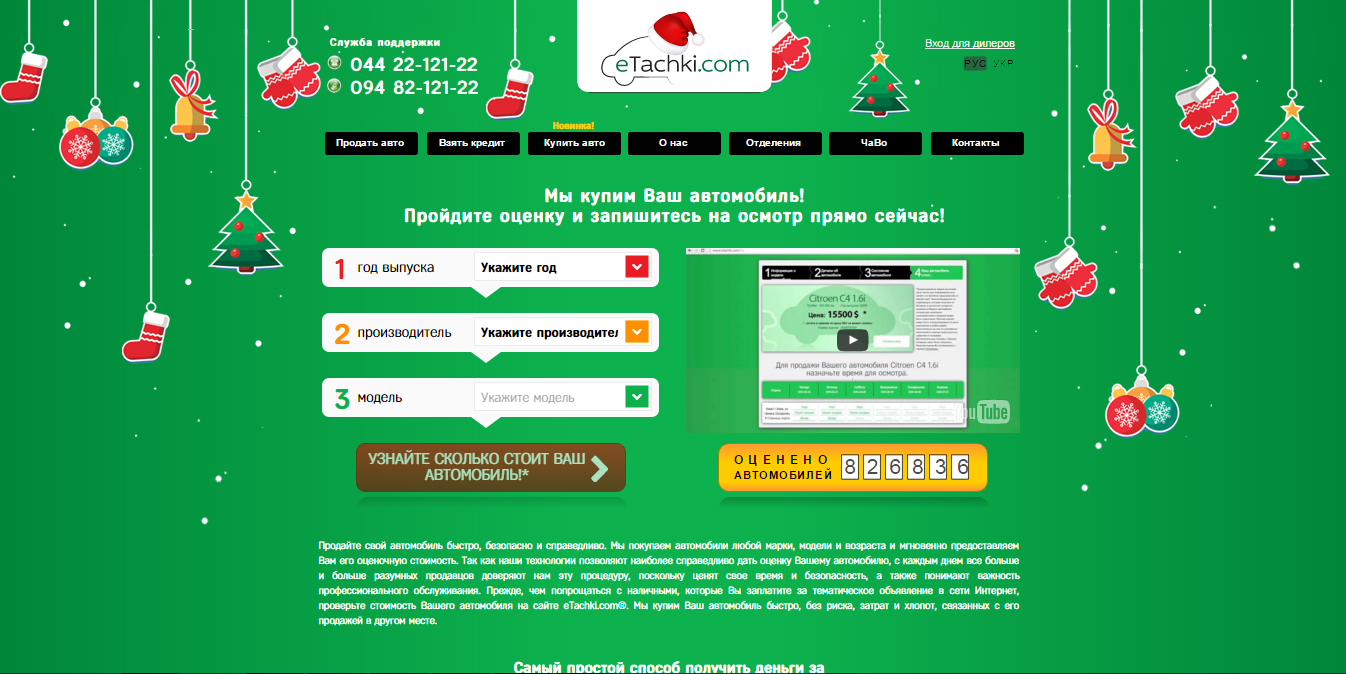 Служба поддержки
044 22-121-22
094 82-121-22
eTachki.com
Вход для дилеров
РУС УКР
Новинка!
Продать авто
Взять кредит
Купить авто
О нас
Отделения
ЧаВо
Контакты
Мы купим Ваш автомобиль!
Пройдите оценку и запишитесь на осмотр прямо сейчас!
1 год выпуска Укажите год
2 производитель Укажите производител
3 модель Укажите модель
УЗНАЙТЕ СКОЛЬКО СТОИТ ВАШ
АВТОМОБИЛЬ!*
1 2 3 4
Citroen C4 1.6i
Цена: 15500 $ *
Для продажи Вашего автомобиля Citroen C4 1.6i
назначьте время для осмотра.
YouTube
ОЦЕНЕНО
АВТОМОБИЛЕЙ 826836
Продайте свой автомобиль быстро, безопасно и справедливо. Мы покупаем автомобили любой марки, модели и возраста и мгновенно предоставляем
Вам его оценочную стоимость. Так как наши технологии позволяют наиболее справедливо дать оценку Вашему автомобилю, с каждым днем все больше
и больше разумных продавцов доверяют нам эту процедуру, поскольку ценят свое время и безопасность, а также понимают важность
профессионального обслуживания. Прежде, чем попрощаться с наличными, которые Вы заплатите за тематическое объявление в сети Интернет,
проверьте стоимость Вашего автомобиля на сайте eTachki.com®. Мы купим Ваш автомобиль быстро, без риска, затрат и хлопот, связанных с его
продажей в другом месте.
Самый простой способ получить деньги за